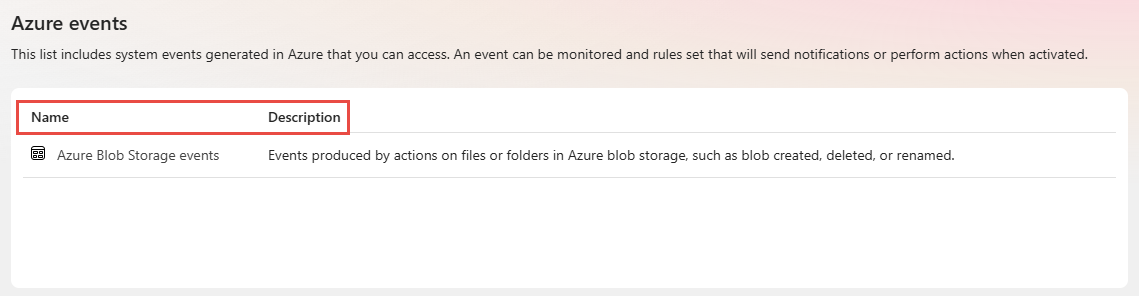 Azure events
This list includes system events generated in Azure that you can access. An event can be monitored and rules set that will send notifications or perform actions when activated.
Name Description
Azure Blob Storage events Events produced by actions on files or folders in Azure blob storage, such as blob created, deleted, or renamed.